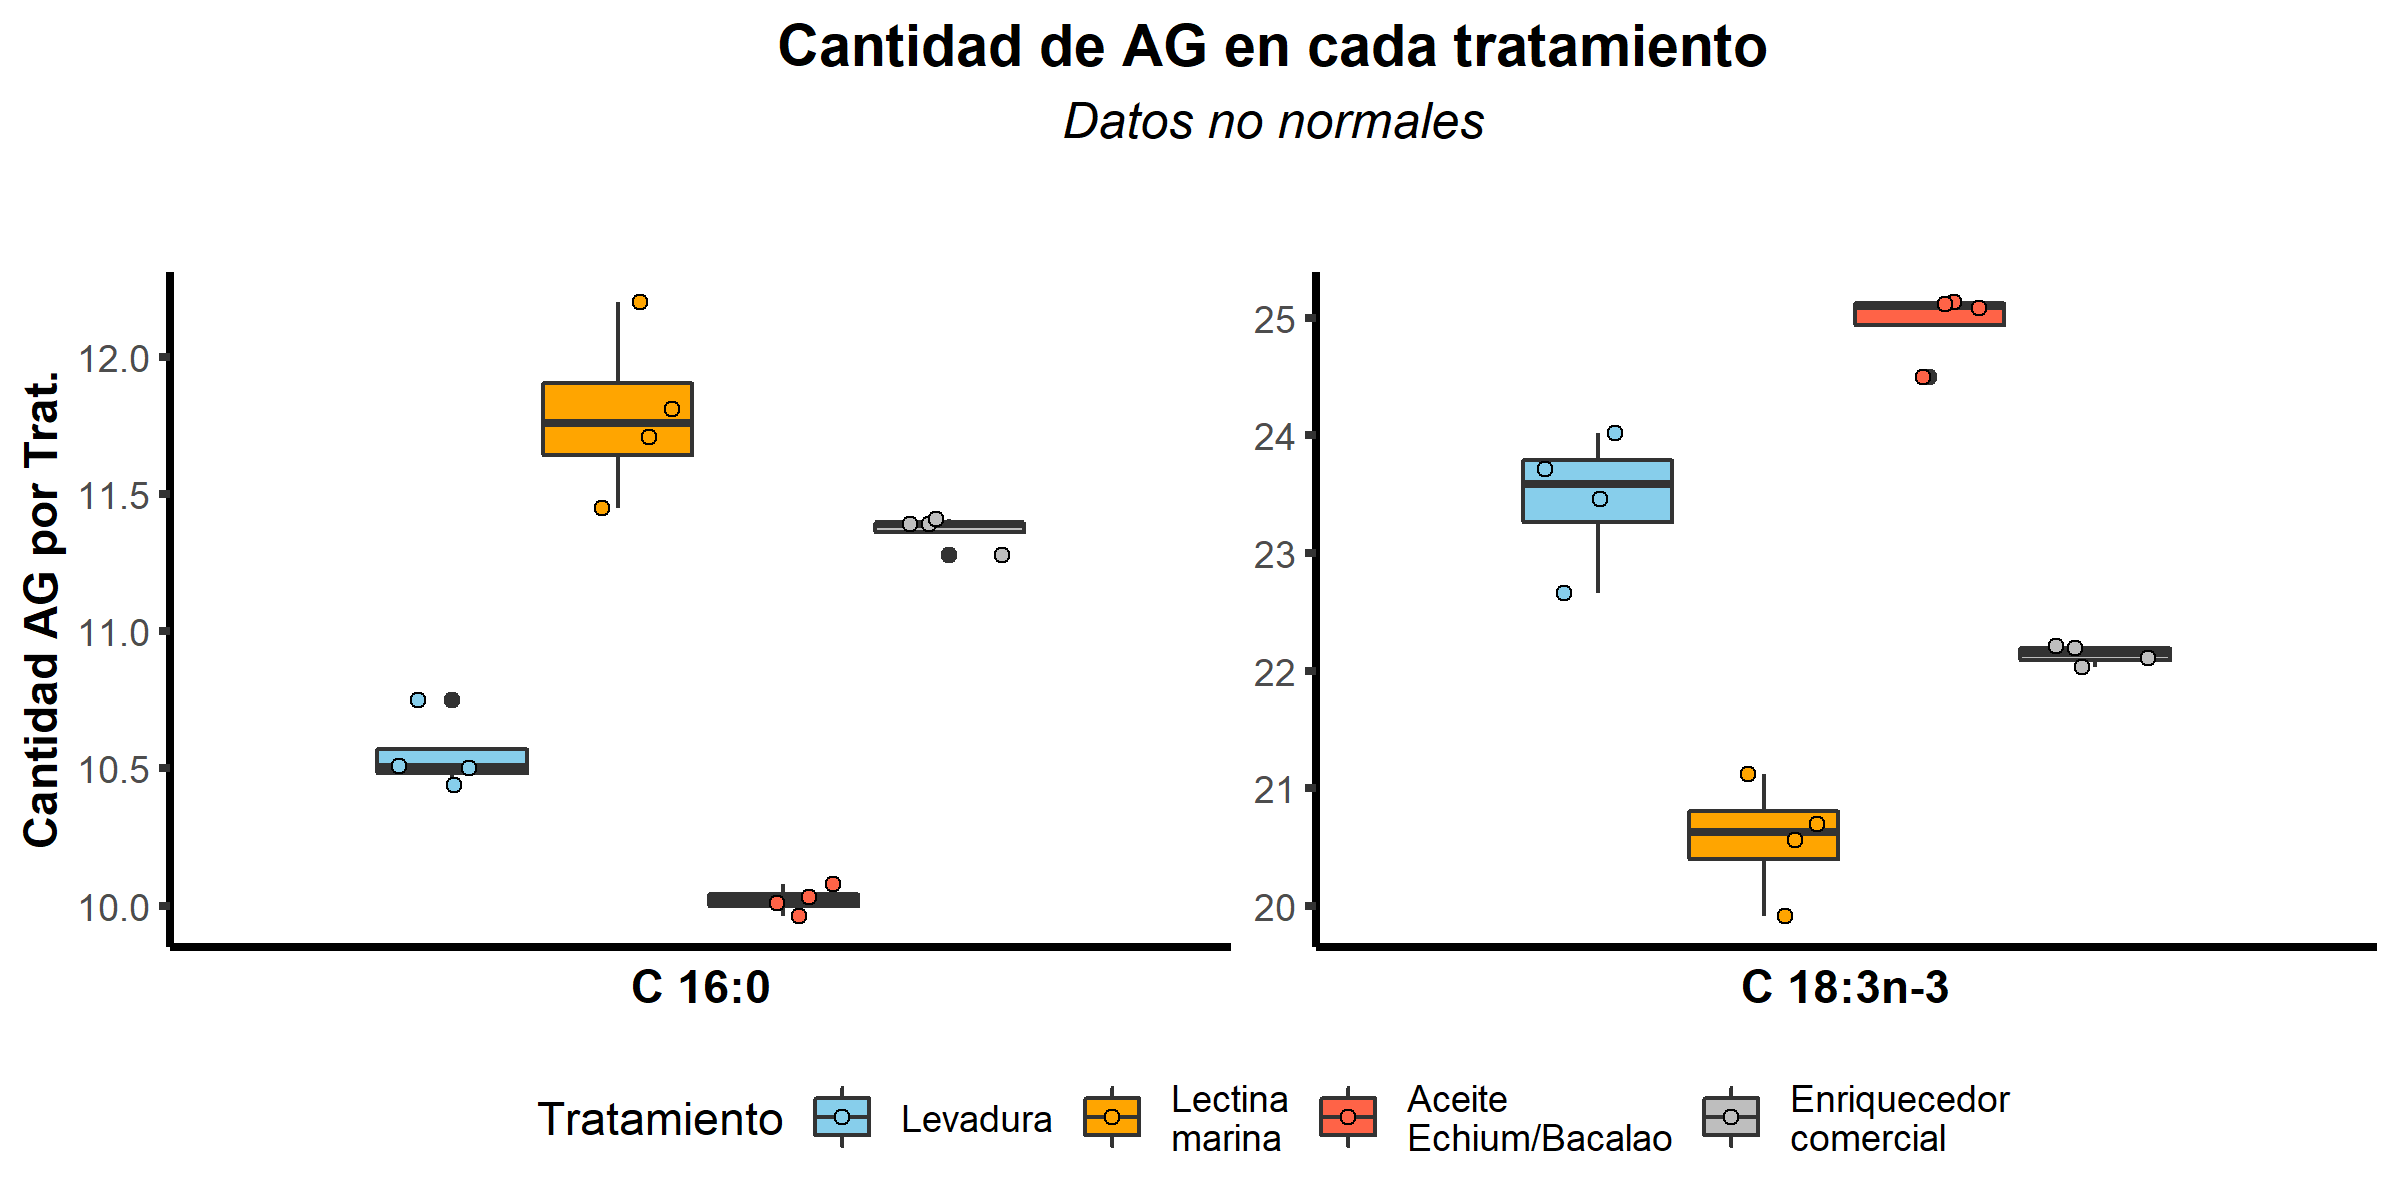 Cantidad de AG en cada tratamiento
Datos no normales
Cantidad AG por Trat.
12.0
11.5
11.0
10.5
10.0
C 16:0
25
24
23
22
21
20
C 18:3n-3
Tratamiento
Levadura
Lectina
marina
Aceite
Echium/Bacalao
Enriquecedor
comercial